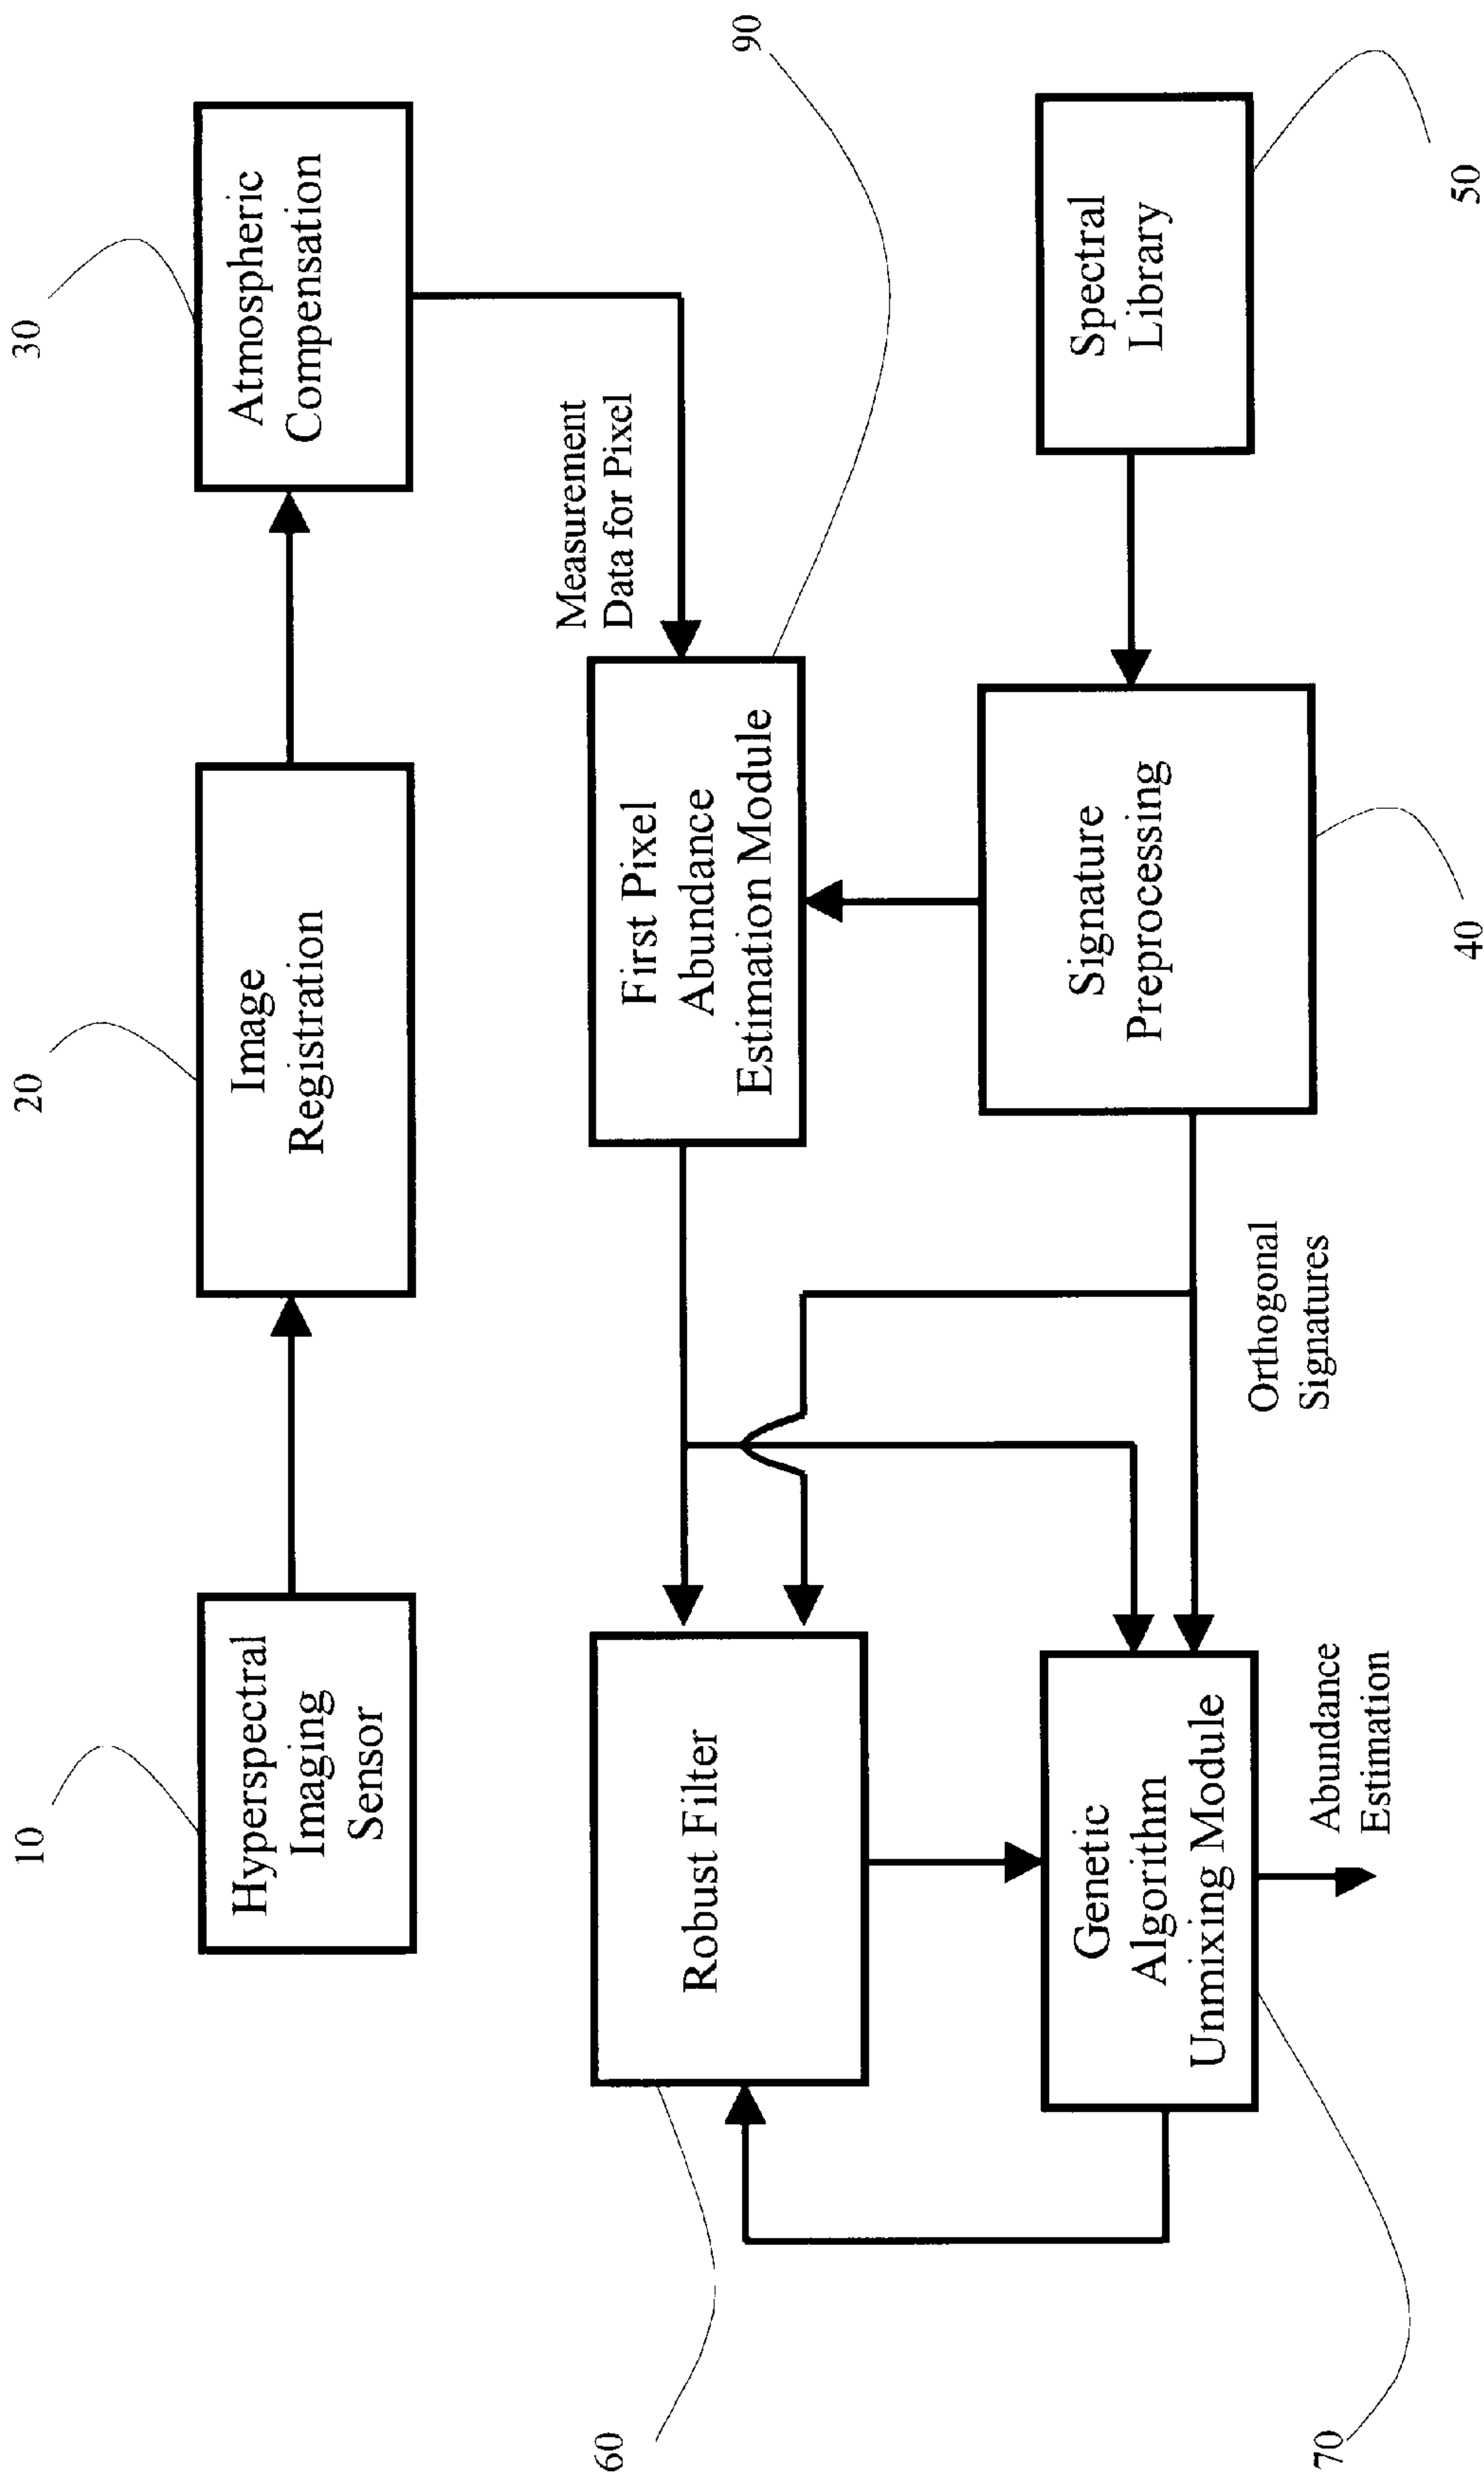 10
Hyperspectral
Imaging
Sensor
20
Image
Registration
30
Atmospheric
Compensation
Measurement
Data for Pixel
60
Robust Filter
First Pixel
Abundance
Estimation Module
90
70
Genetic
Algorithm
Unmixing Module
Abundance
Estimation
Orthogonal
Signatures
Signature
Preprocessing
40
Spectral
Library
50